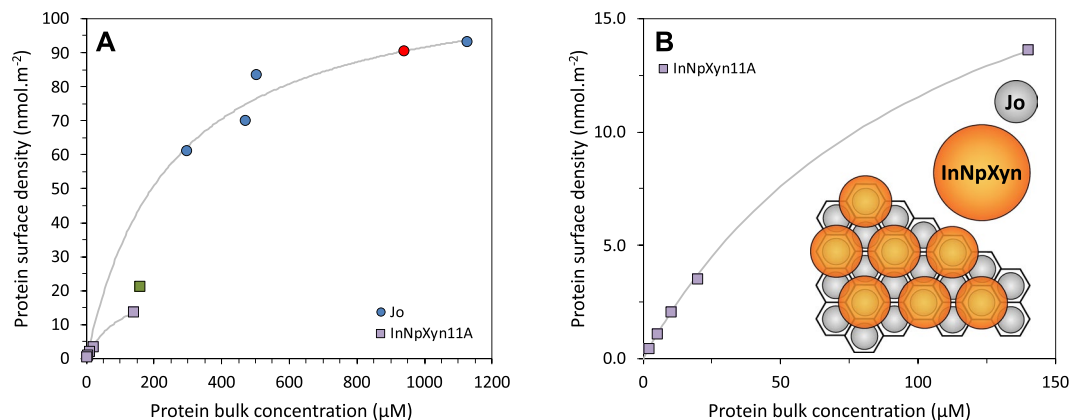 A
Protein surface density (nmol.m-2)
100
90
80
70
60
50
40
30
20
10
0
0 200 400 600 800 1000 1200
Protein bulk concentration (µM)
Jo
InNpXyn11A
B
Protein surface density (nmol.m-2)
15.0
10.0
5.0
0.0
0 50 100 150
Protein bulk concentration (µM)
InNpXyn11A
Jo
InNpXyn